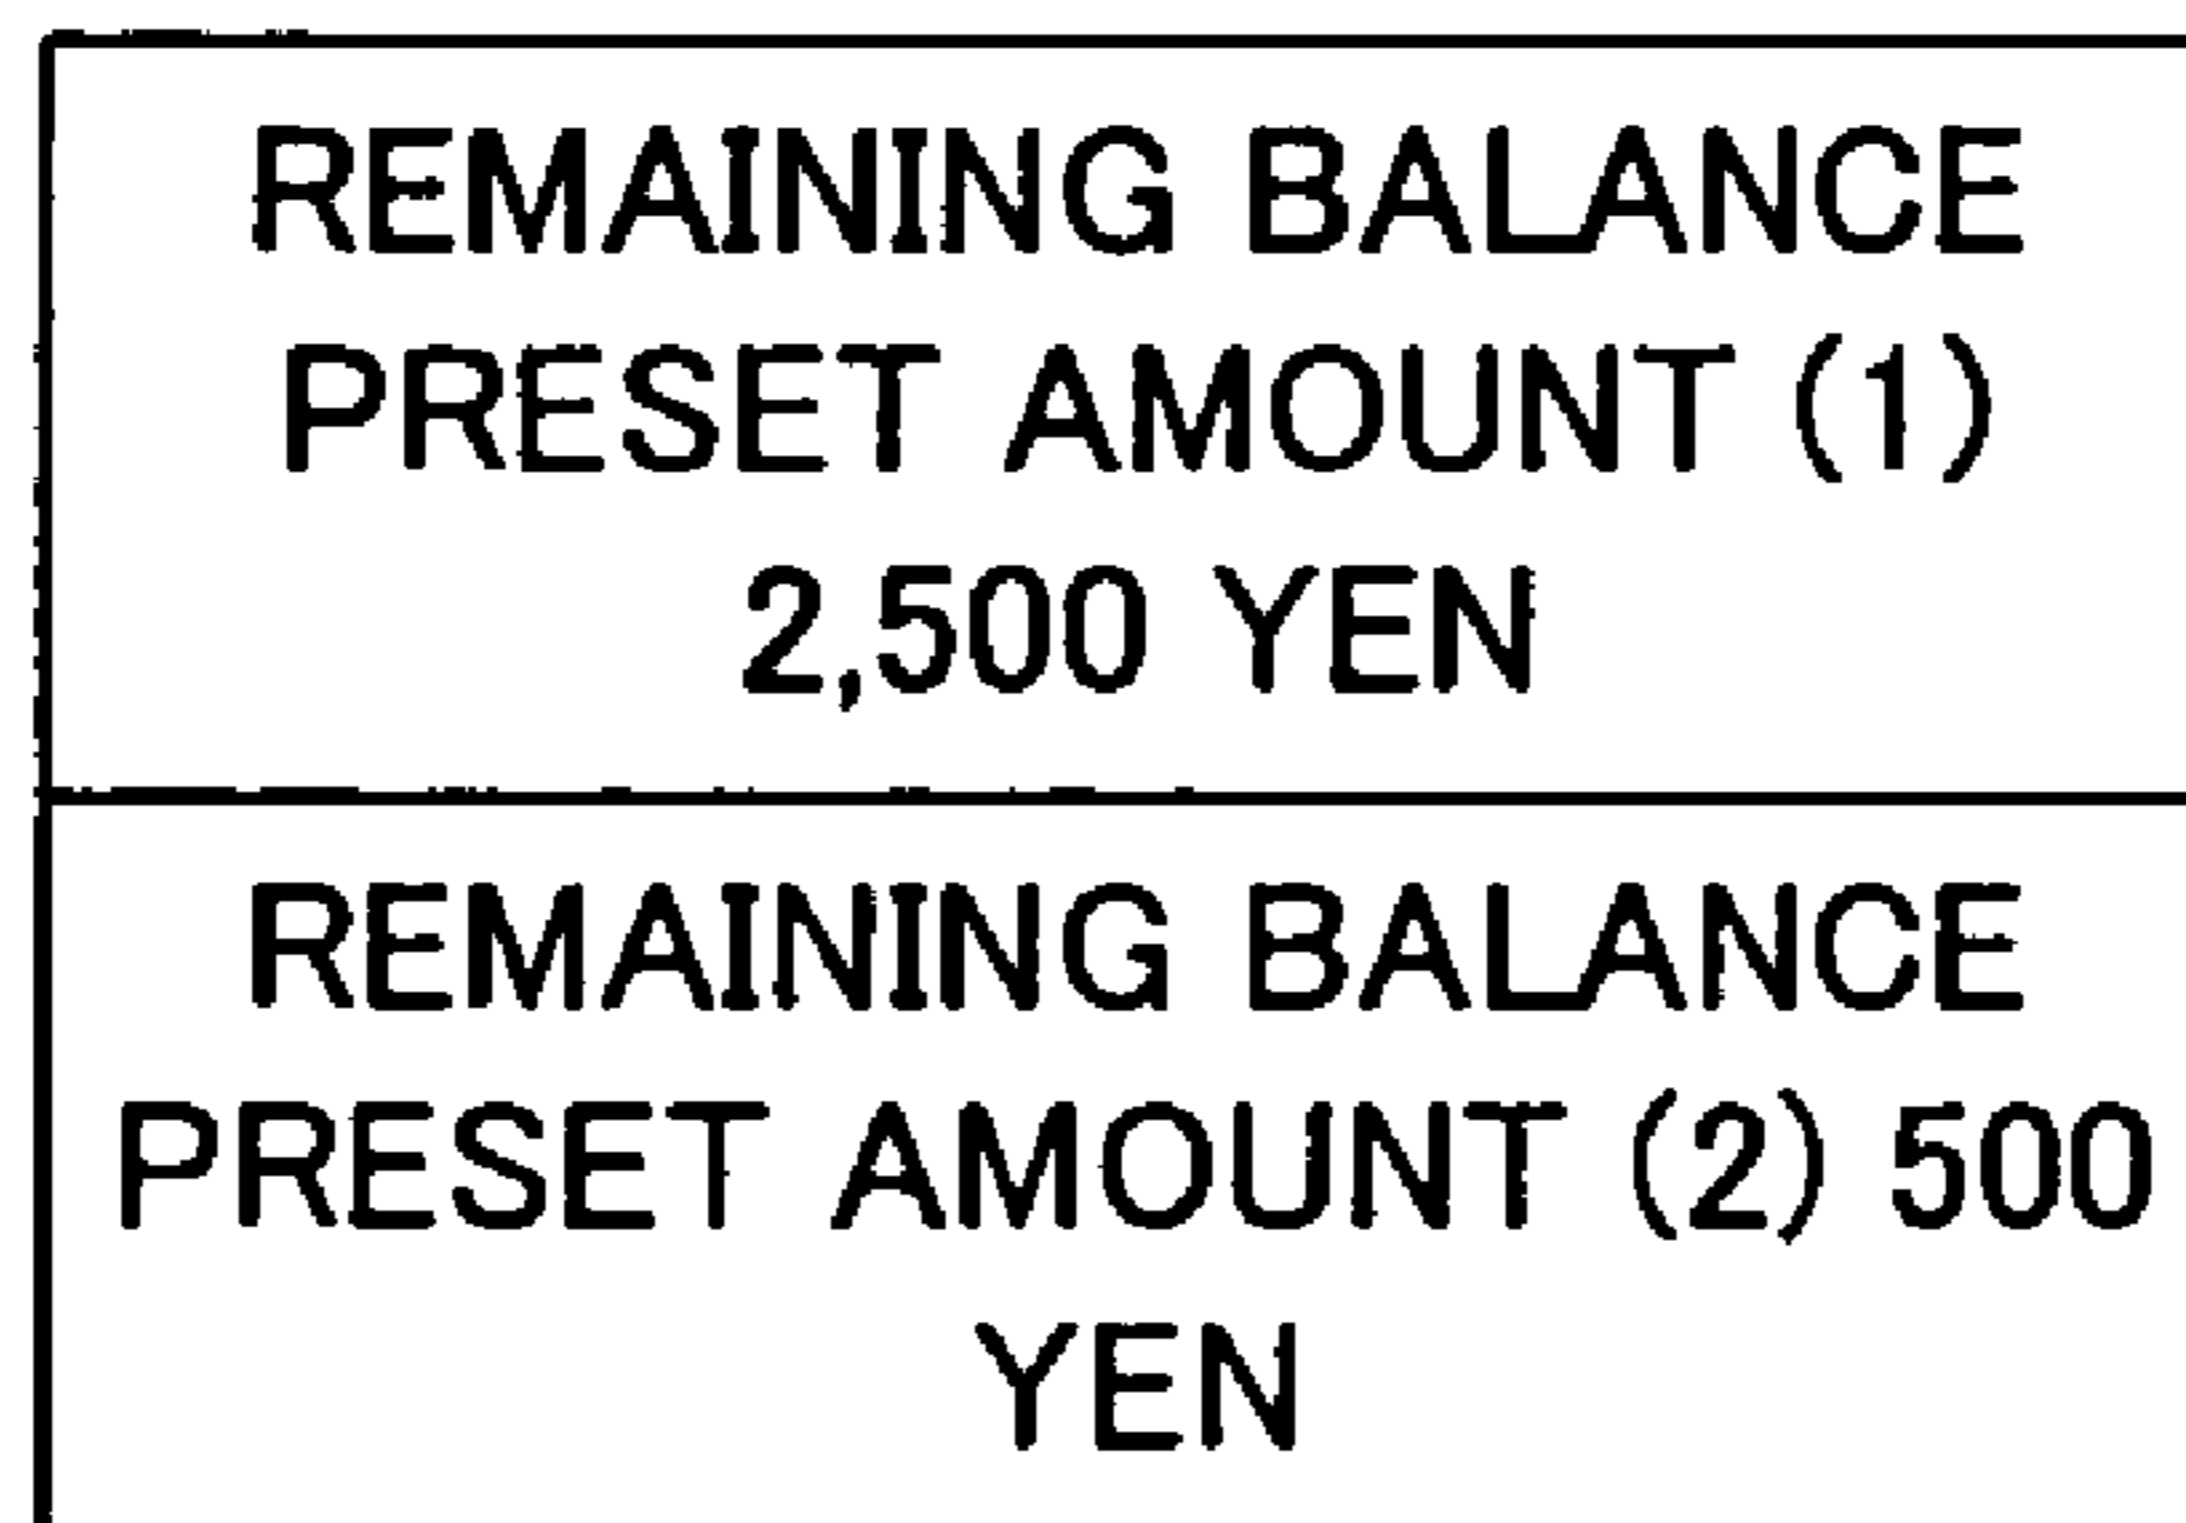 REMAINING BALANCE
PRESET AMOUNT (1)
2,500 YEN
REMAINING BALANCE
PRESET AMOUNT (2) 500
YEN